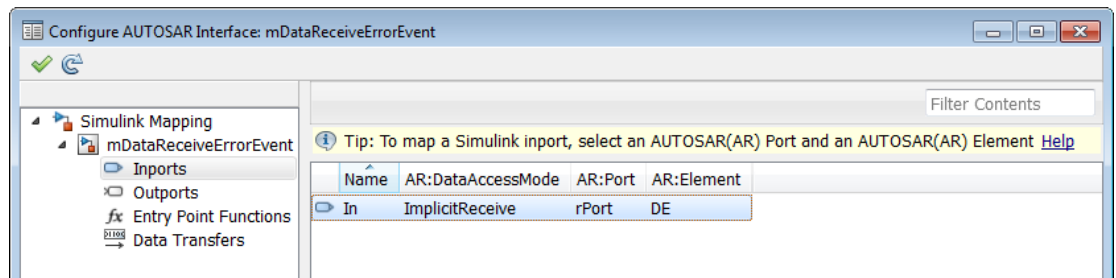 Configure AUTOSAR Interface: mDataReceiveErrorEvent
Filter Contents
Simulink Mapping
mDataReceiveErrorEvent
Inports
Outports
fx Entry Point Functions
Data Transfers
Tip: To map a Simulink inport, select an AUTOSAR(AR) Port and an AUTOSAR(AR) Element Help
Name AR:DataAccessMode AR:Port AR:Element
In ImplicitReceive rPort DE